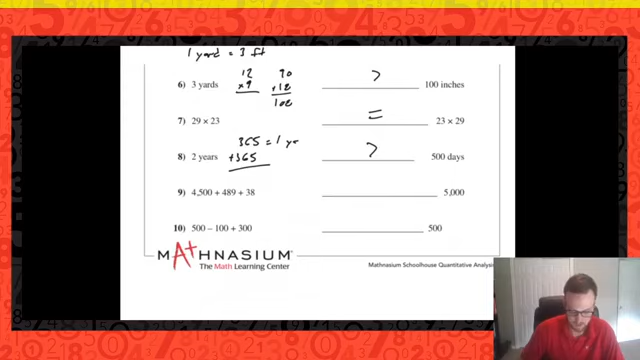 1 yard = 3 ft
6) 3 yards 12 x9 90 +18 108 > 100 inches
7) 29 × 23 = 23 × 29
8) 2 years 365 = 1 yr +365 > 500 days
9) 4,500 + 489 + 38 5,000
10) 500 – 100 + 300 500
MATHNASIUM
The Math Learning Center
Mathnasium Schoolhouse Quantitative Analysis